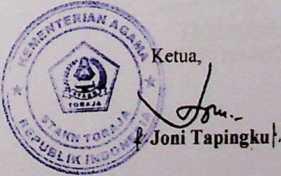 KEMENTERIAN AGAMA
Ketua,
TORAJA
STAKN TORAJA
REPUBLIK INDONESIA
Joni Tapingku